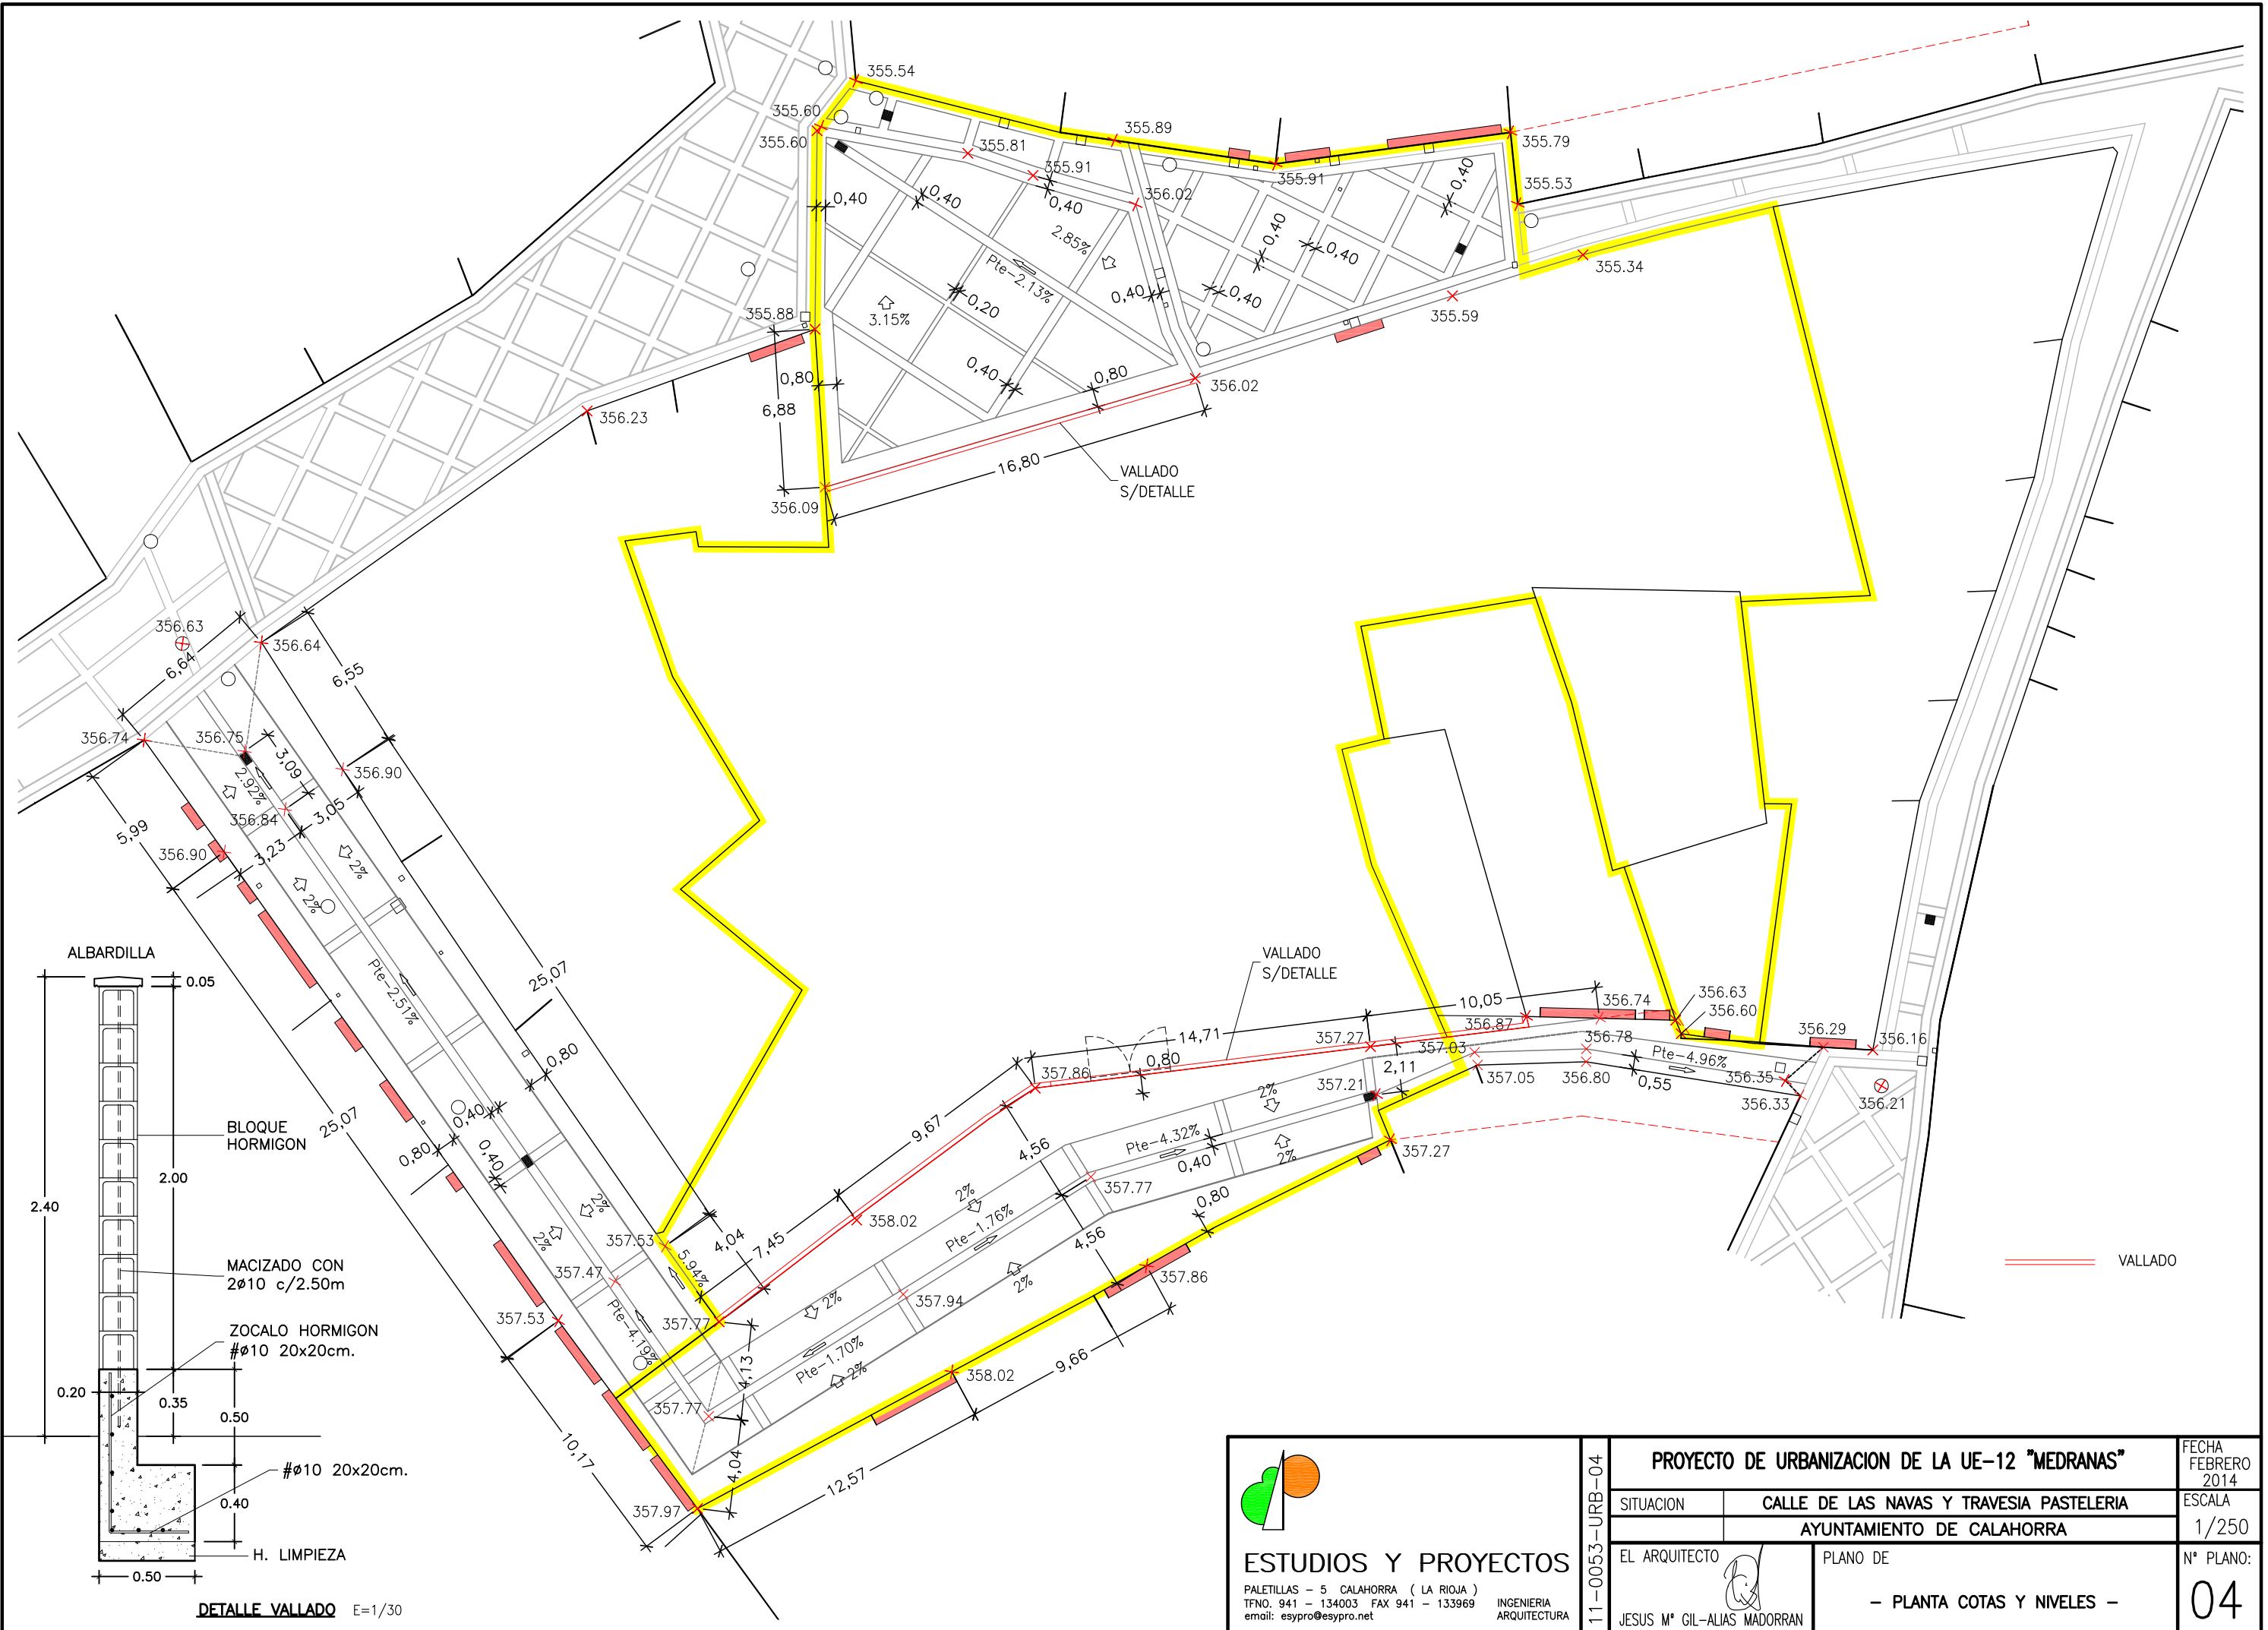 355.54
355.60
355.60
355.89
355.81
355.91
355.79
355.53
355.91
356.02
0,40
0,40
0,40
0,40
0,40
0,40
2.85%
Pte-2.13%
355.34
0,20
3.15%
0,40
0,40
355.88
355.59
0,40
0,80
0,80
6,88
356.02
356.23
16,80
VALLADO
S/DETALLE
356.09
356.63
356.64
6,64
6,55
356.74
356.75
3,09
2.92%
356.90
356.84
3,05
5,99
356.90
3,23
2%
2%
Pte-2.51%
25,07
0,80
25,07
0,80
0,40
0,40
2%
2%
357.53
5.94%
4,04
357.47
Pte-4.19%
357.53
357.77
7,45
9,67
358.02
357.86
14,71
0,80
VALLADO
S/DETALLE
10,05
357.27
356.87
356.74
356.63
356.60
356.78
357.03
2,11
357.21
357.05
356.80
Pte-4.96%
0,55
356.29
356.16
356.35
356.33
356.21
357.27
4,56
2%
Pte-4.32%
0,40
2%
357.77
0,80
2%
Pte-1.76%
4,56
2%
357.86
357.94
2%
Pte-1.70%
2%
358.02
9,66
4,13
357.77
4,04
357.97
10,17
12,57
VALLADO
ALBARDILLA
0.05
BLOQUE
HORMIGON
2.00
2.40
MACIZADO CON
2ø10 c/2.50m
ZOCALO HORMIGON
#ø10 20x20cm.
0.20
0.35
0.50
#ø10 20x20cm.
0.40
H. LIMPIEZA
0.50
DETALLE VALLADO E=1/30
ESTUDIOS Y PROYECTOS
PALETILLAS - 5 CALAHORRA ( LA RIOJA )
TFNO. 941 - 134003 FAX 941 - 133969
email: esypro@esypro.net
INGENIERIA
ARQUITECTURA
11-0053-URB-04
PROYECTO DE URBANIZACION DE LA UE-12 "MEDRANAS"
FECHA
FEBRERO
2014
SITUACION
CALLE DE LAS NAVAS Y TRAVESIA PASTELERIA
AYUNTAMIENTO DE CALAHORRA
ESCALA
1/250
EL ARQUITECTO
JESUS Mª GIL-ALIAS MADORRAN
PLANO DE
- PLANTA COTAS Y NIVELES -
Nº PLANO:
04